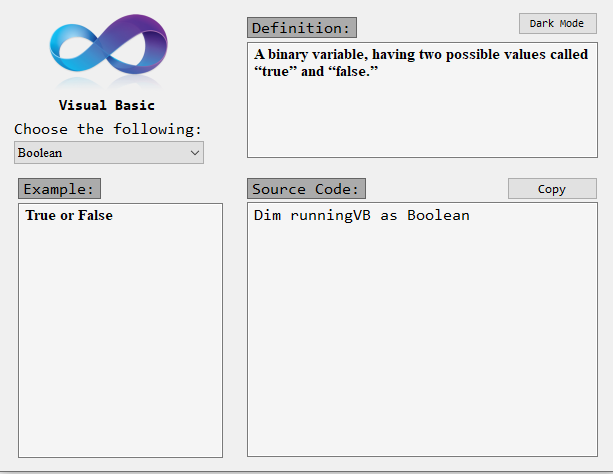 Visual Basic
Choose the following:
Boolean
Definition:
Dark Mode
A binary variable, having two possible values called
“true” and “false.”
Example:
True or False
Source Code:
Copy
Dim runningVB as Boolean